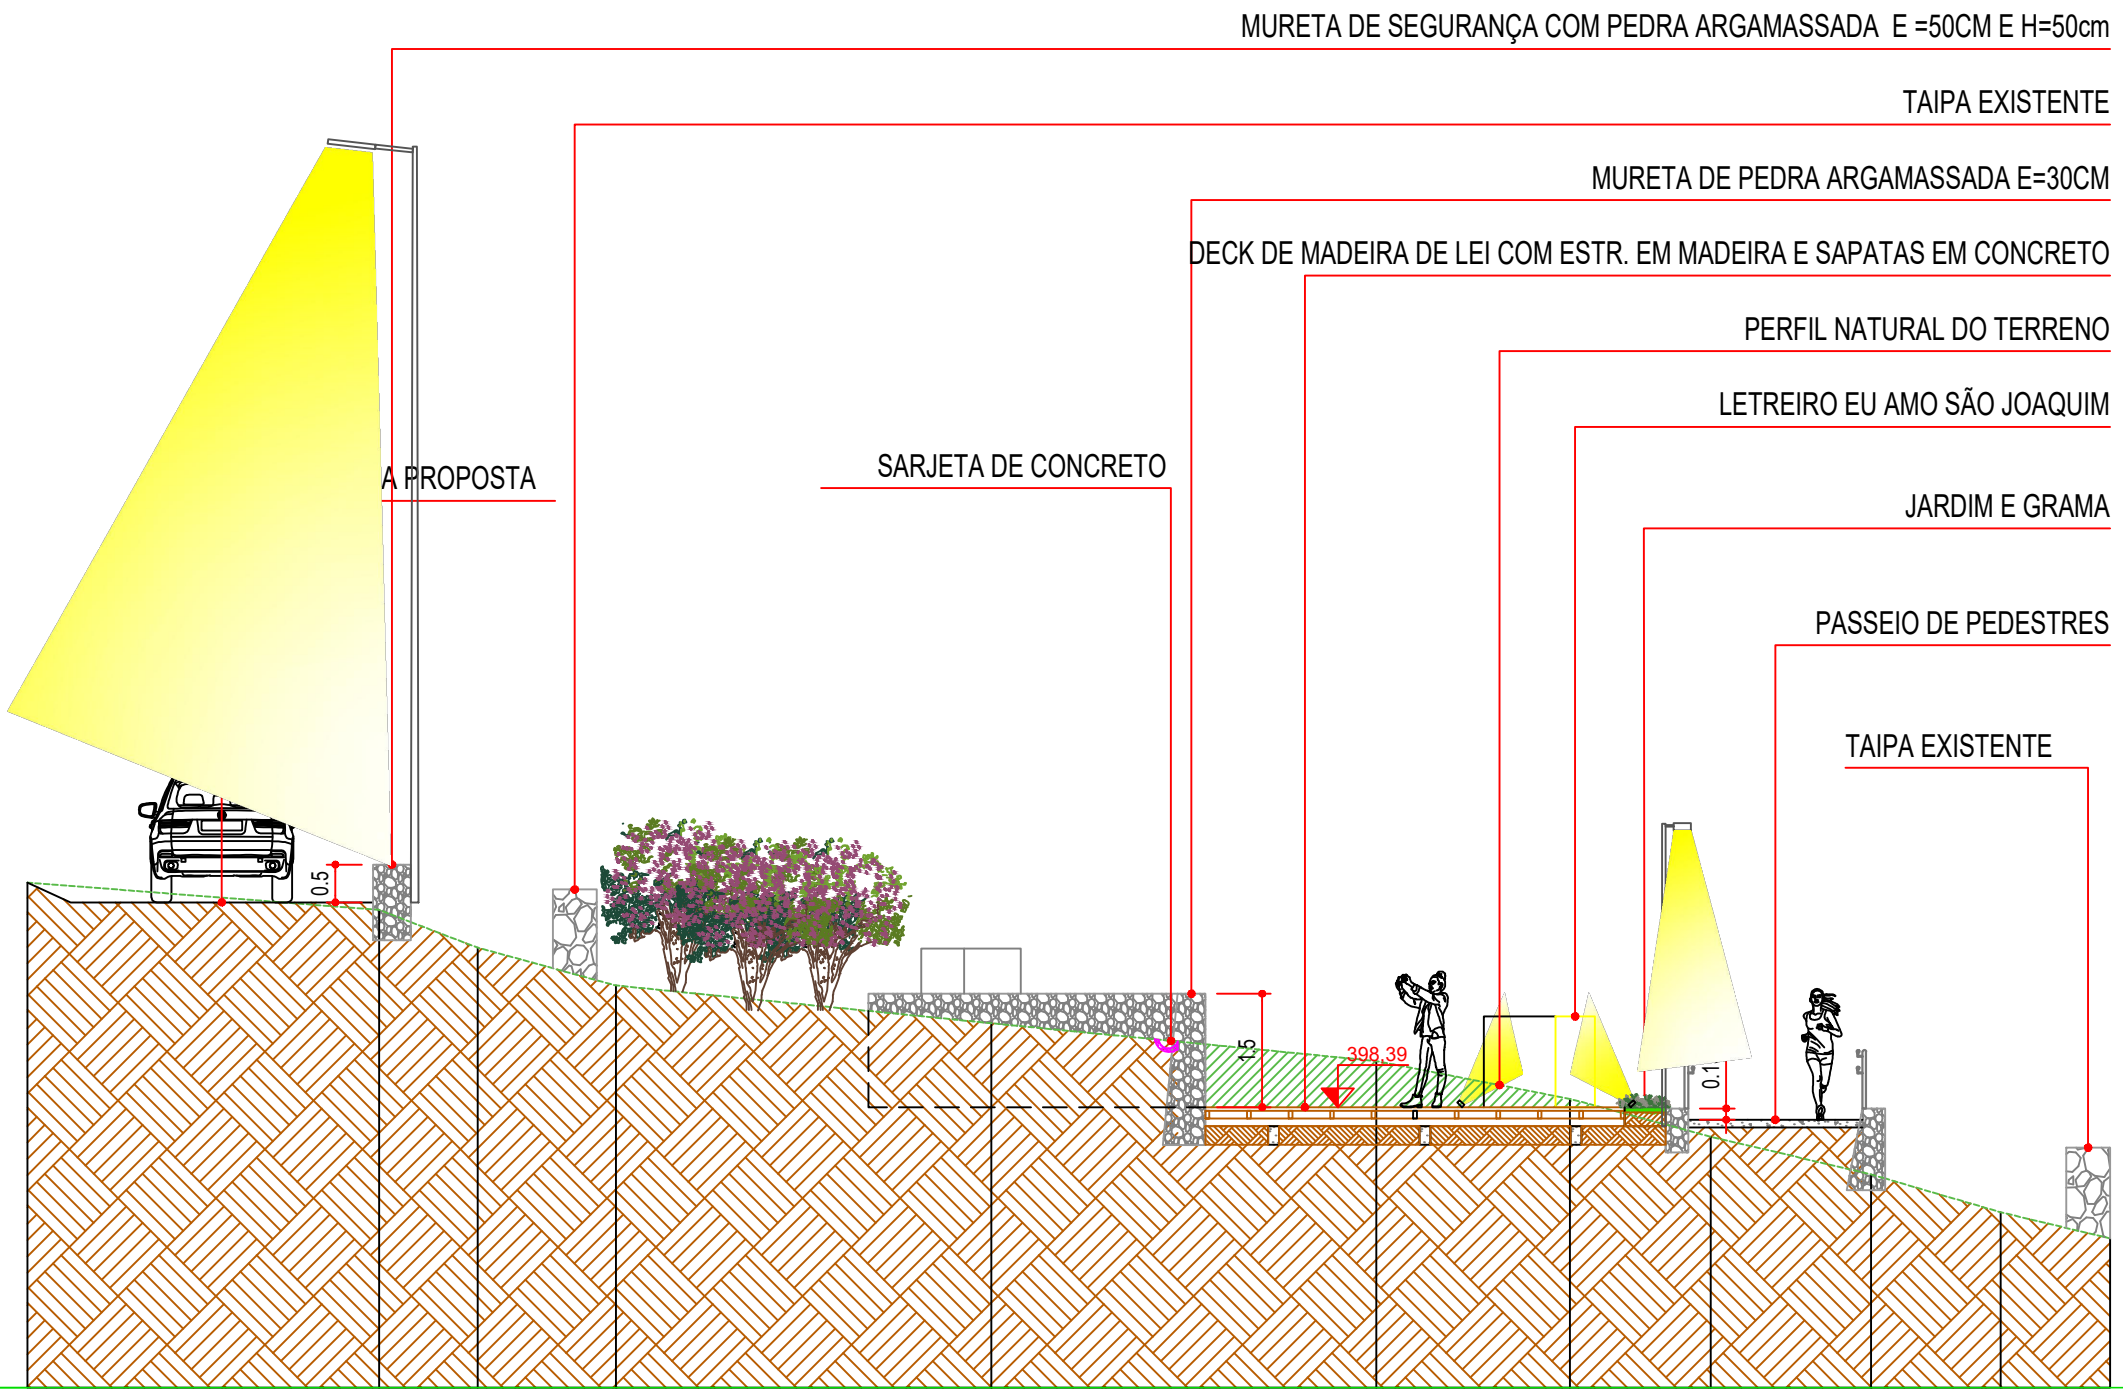 MURETA DE SEGURANÇA COM PEDRA ARGAMASSADA E =50CM E H=50cm
TAIPA EXISTENTE
MURETA DE PEDRA ARGAMASSADA E=30CM
DECK DE MADEIRA DE LEI COM ESTR. EM MADEIRA E SAPATAS EM CONCRETO
PERFIL NATURAL DO TERRENO
LETREIRO EU AMO SÃO JOAQUIM
A PROPOSTA
SARJETA DE CONCRETO
JARDIM E GRAMA
PASSEIO DE PEDESTRES
TAIPA EXISTENTE
0.5
1.5
398,39
0.1